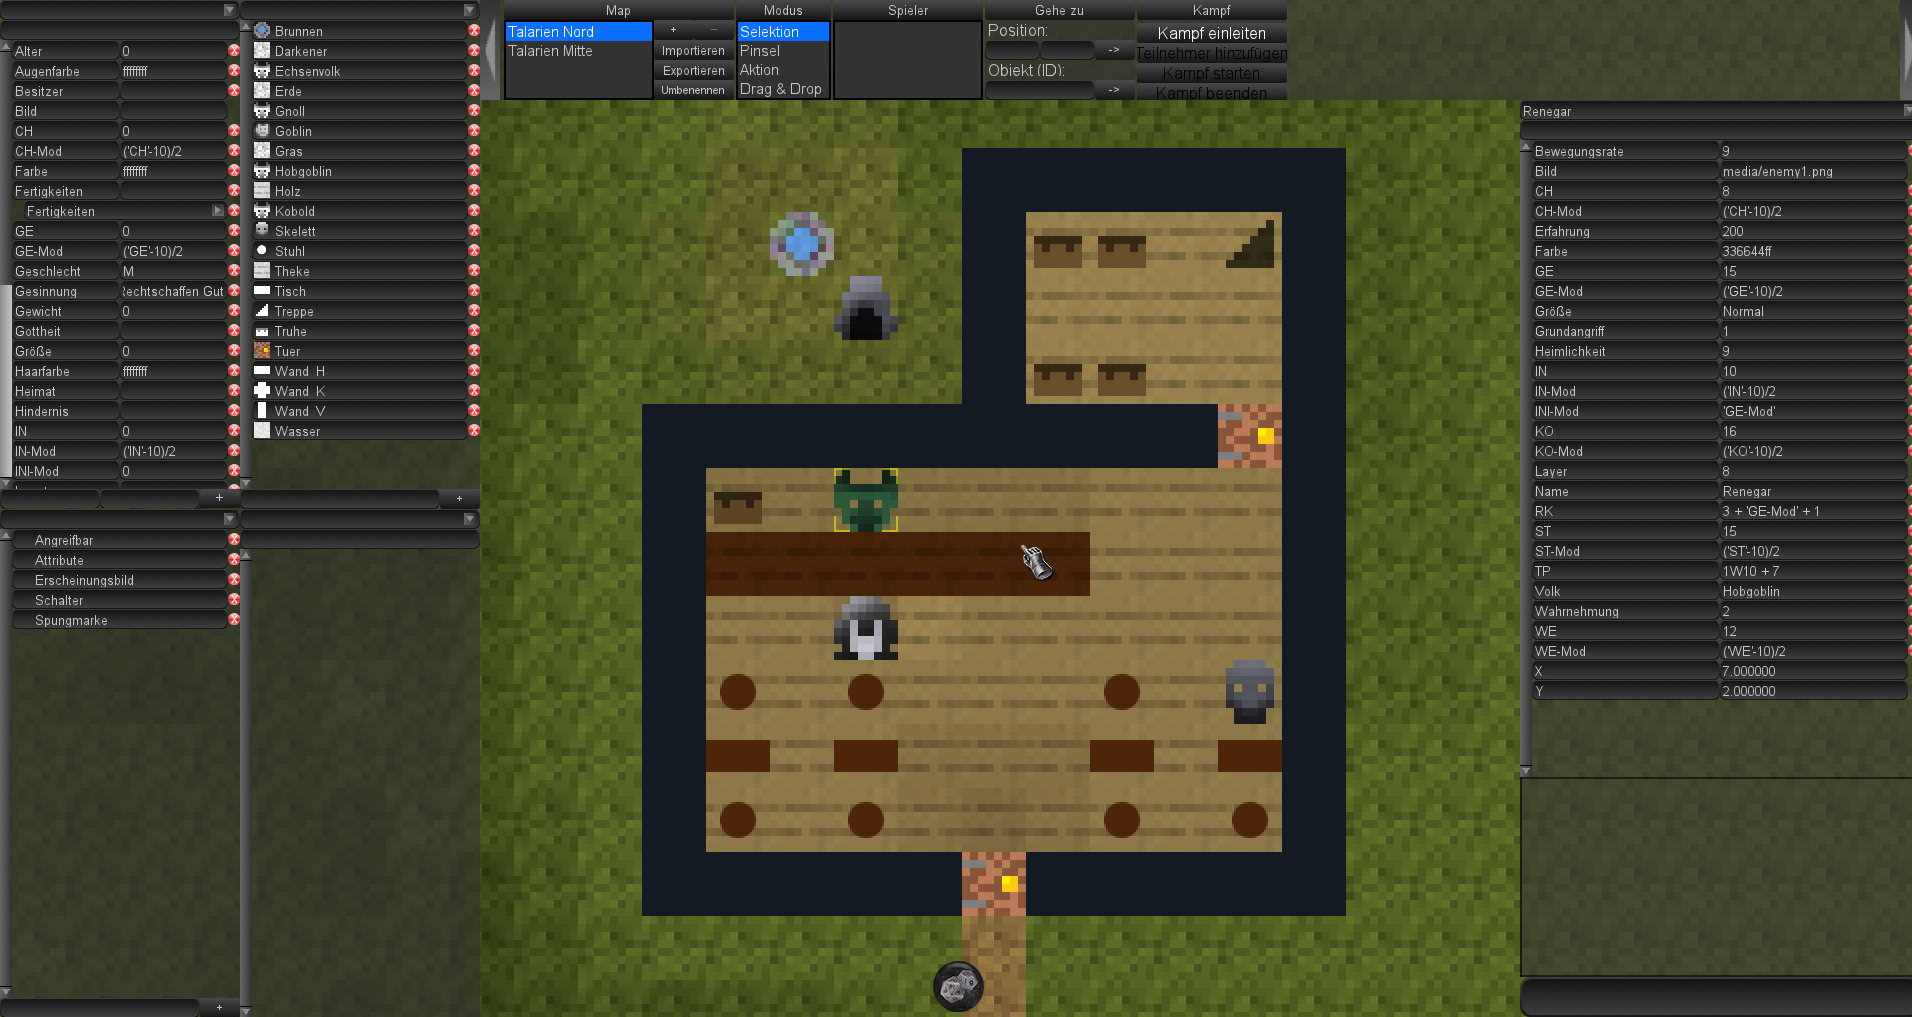 Map
Modus
Spieler
Gehe zu
Kampf
Talarien Nord
Talarien Mitte
+
−
Importieren
Exportieren
Umbenennen
Selektion
Pinsel
Aktion
Drag & Drop
Position:
->
Obiekt (ID):
->
Kampf einleiten
Teilnehmer hinzufügen
Kampf starten
Kampf beenden
Alter 0
Augenfarbe ffffffff
Besitzer
Bild
CH 0
CH-Mod ('CH'-10)/2
Farbe ffffffff
Fertigkeiten
Fertigkeiten
GE 0
GE-Mod ('GE'-10)/2
Geschlecht M
Gesinnung Rechtschaffen Gut
Gewicht 0
Gottheit
Größe 0
Haarfarbe ffffffff
Heimat
Hindernis
IN 0
IN-Mod ('IN'-10)/2
INI-Mod 0
+
Brunnen
Darkener
Echsenvolk
Erde
Gnoll
Goblin
Gras
Hobgoblin
Holz
Kobold
Skelett
Stuhl
Theke
Tisch
Treppe
Truhe
Tuer
Wand H
Wand K
Wand V
Wasser
+
Angreifbar
Attribute
Erscheinungsbild
Schalter
Spungmarke
+
Renegar
Bewegungsrate 9
Bild media/enemy1.png
CH 8
CH-Mod ('CH'-10)/2
Erfahrung 200
Farbe 336644ff
GE 15
GE-Mod ('GE'-10)/2
Größe Normal
Grundangriff 1
Heimlichkeit 9
IN 10
IN-Mod ('IN'-10)/2
INI-Mod 'GE-Mod'
KO 16
KO-Mod ('KO'-10)/2
Layer 8
Name Renegar
RK 3 + 'GE-Mod' + 1
ST 15
ST-Mod ('ST'-10)/2
TP 1W10 + 7
Volk Hobgoblin
Wahrnehmung 2
WE 12
WE-Mod ('WE'-10)/2
X 7.000000
Y 2.000000